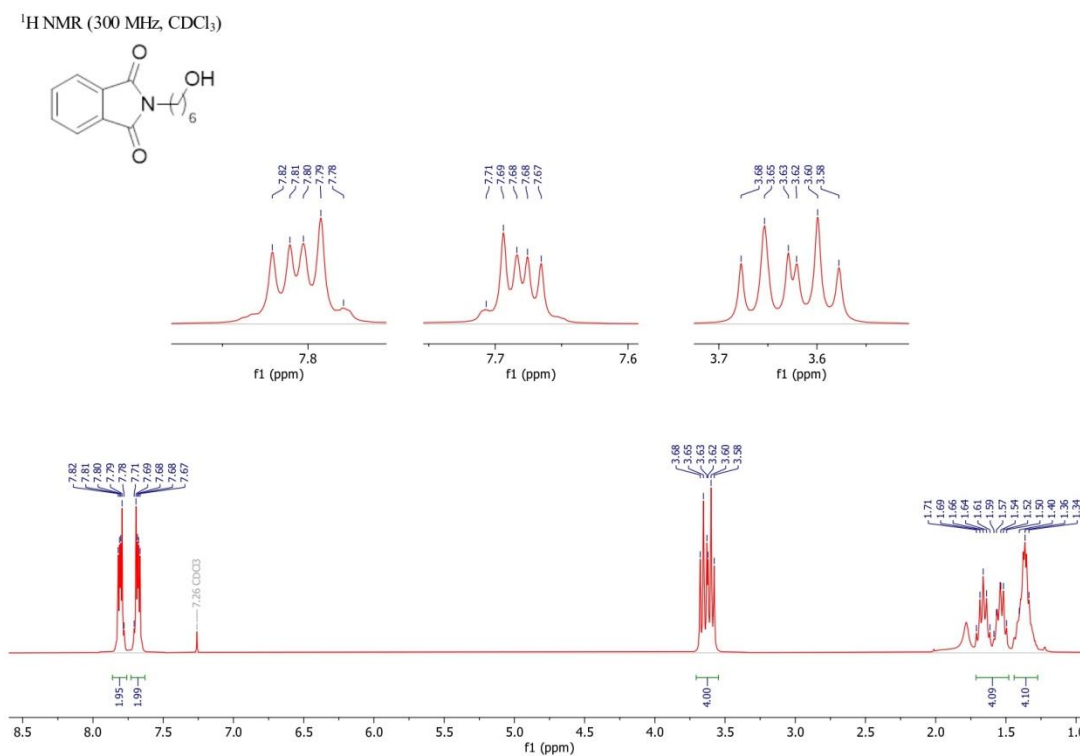 ¹H NMR (300 MHz, CDCl₃)
O
OH
N
6
O
7.82 7.81 7.80 7.79 7.78
7.71 7.69 7.68 7.68 7.67
3.68 3.65 3.63 3.62 3.60 3.58
7.8
7.7 7.6
3.7 3.6
f1 (ppm)
f1 (ppm)
f1 (ppm)
7.82 7.81 7.80 7.79 7.78 7.71 7.69 7.68 7.68 7.67
3.68 3.65 3.63 3.62 3.60 3.58
1.71 1.69 1.66 1.64 1.61 1.59 1.57 1.54 1.52 1.50 1.40 1.36 1.34
7.26 CDCl3
1.95 1.99 4.00 4.09 4.10
8.5 8.0 7.5 7.0 6.5 6.0 5.5 5.0 4.5 4.0 3.5 3.0 2.5 2.0 1.5 1.0
f1 (ppm)